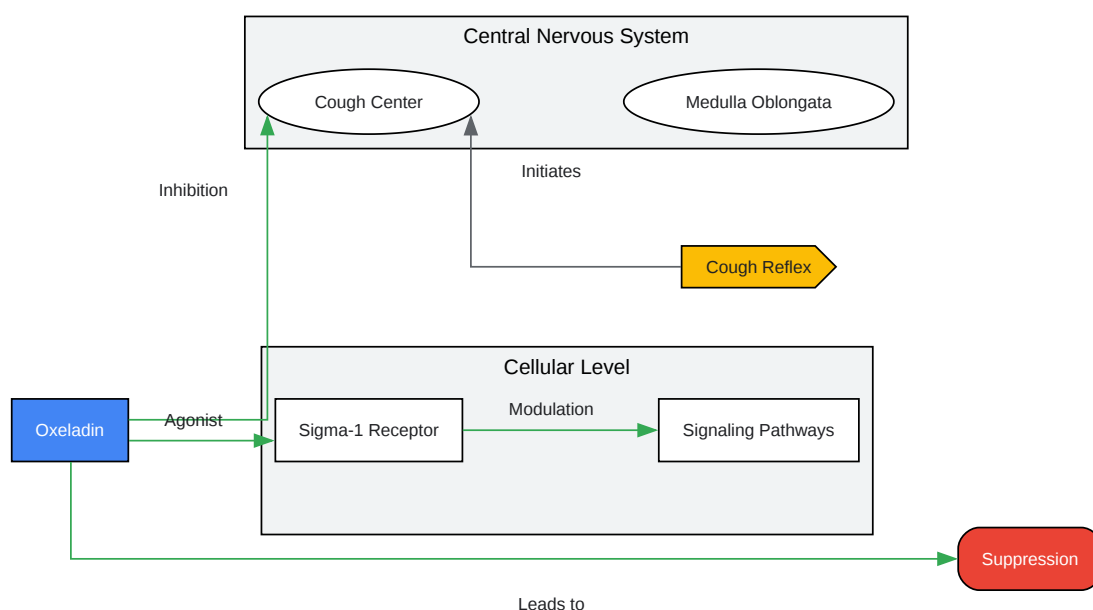 Central Nervous System
Cough Center
Medulla Oblongata
Initiates
Inhibition
Cough Reflex
Cellular Level
Modulation
Agonist
Oxeladin
Sigma-1 Receptor
Signaling Pathways
Suppression
Leads to